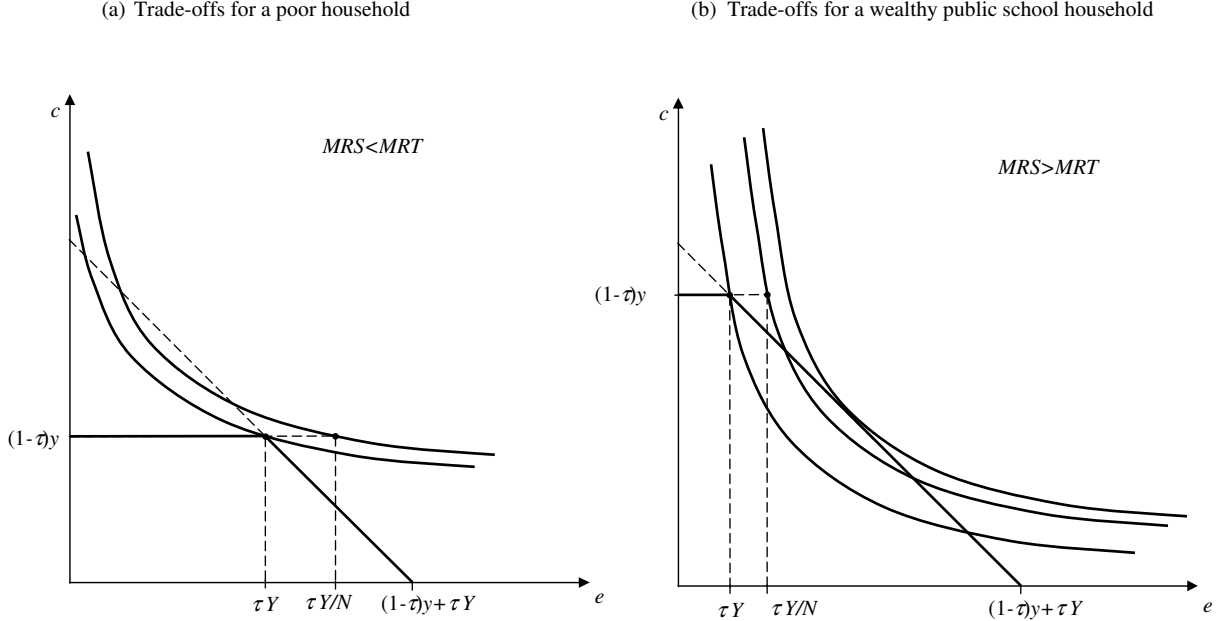 (a) Trade-offs for a poor household
c
MRS<MRT
(1-τ)y
τY
τY/N
(1-τ)y+τY
e
(b) Trade-offs for a wealthy public school household
c
MRS>MRT
(1-τ)y
τY
τY/N
(1-τ)y+τY
e